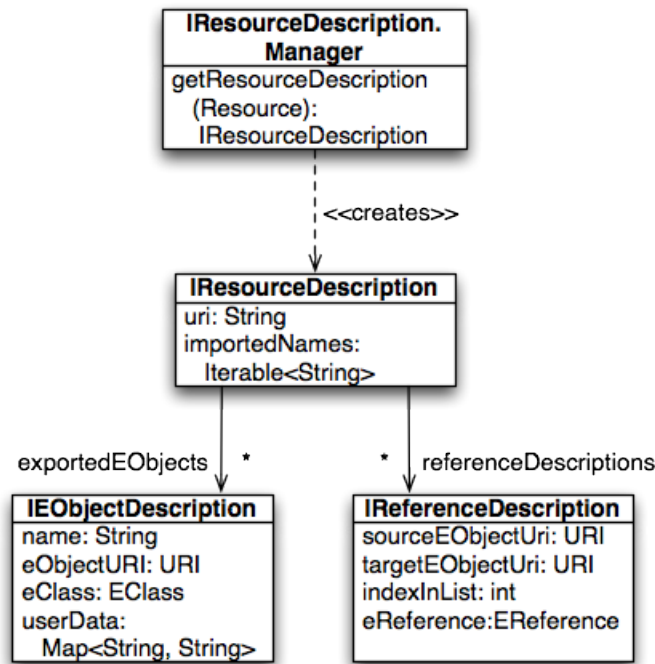 IResourceDescription.
Manager
getResourceDescription
(Resource):
IResourceDescription
<<creates>>
IResourceDescription
uri: String
importedNames:
Iterable<String>
exportedEObjects *
* referenceDescriptions
IEObjectDescription
name: String
eObjectURI: URI
eClass: EClass
userData:
Map<String, String>
IReferenceDescription
sourceEObjectUri: URI
targetEObjectUri: URI
indexInList: int
eReference:EReference